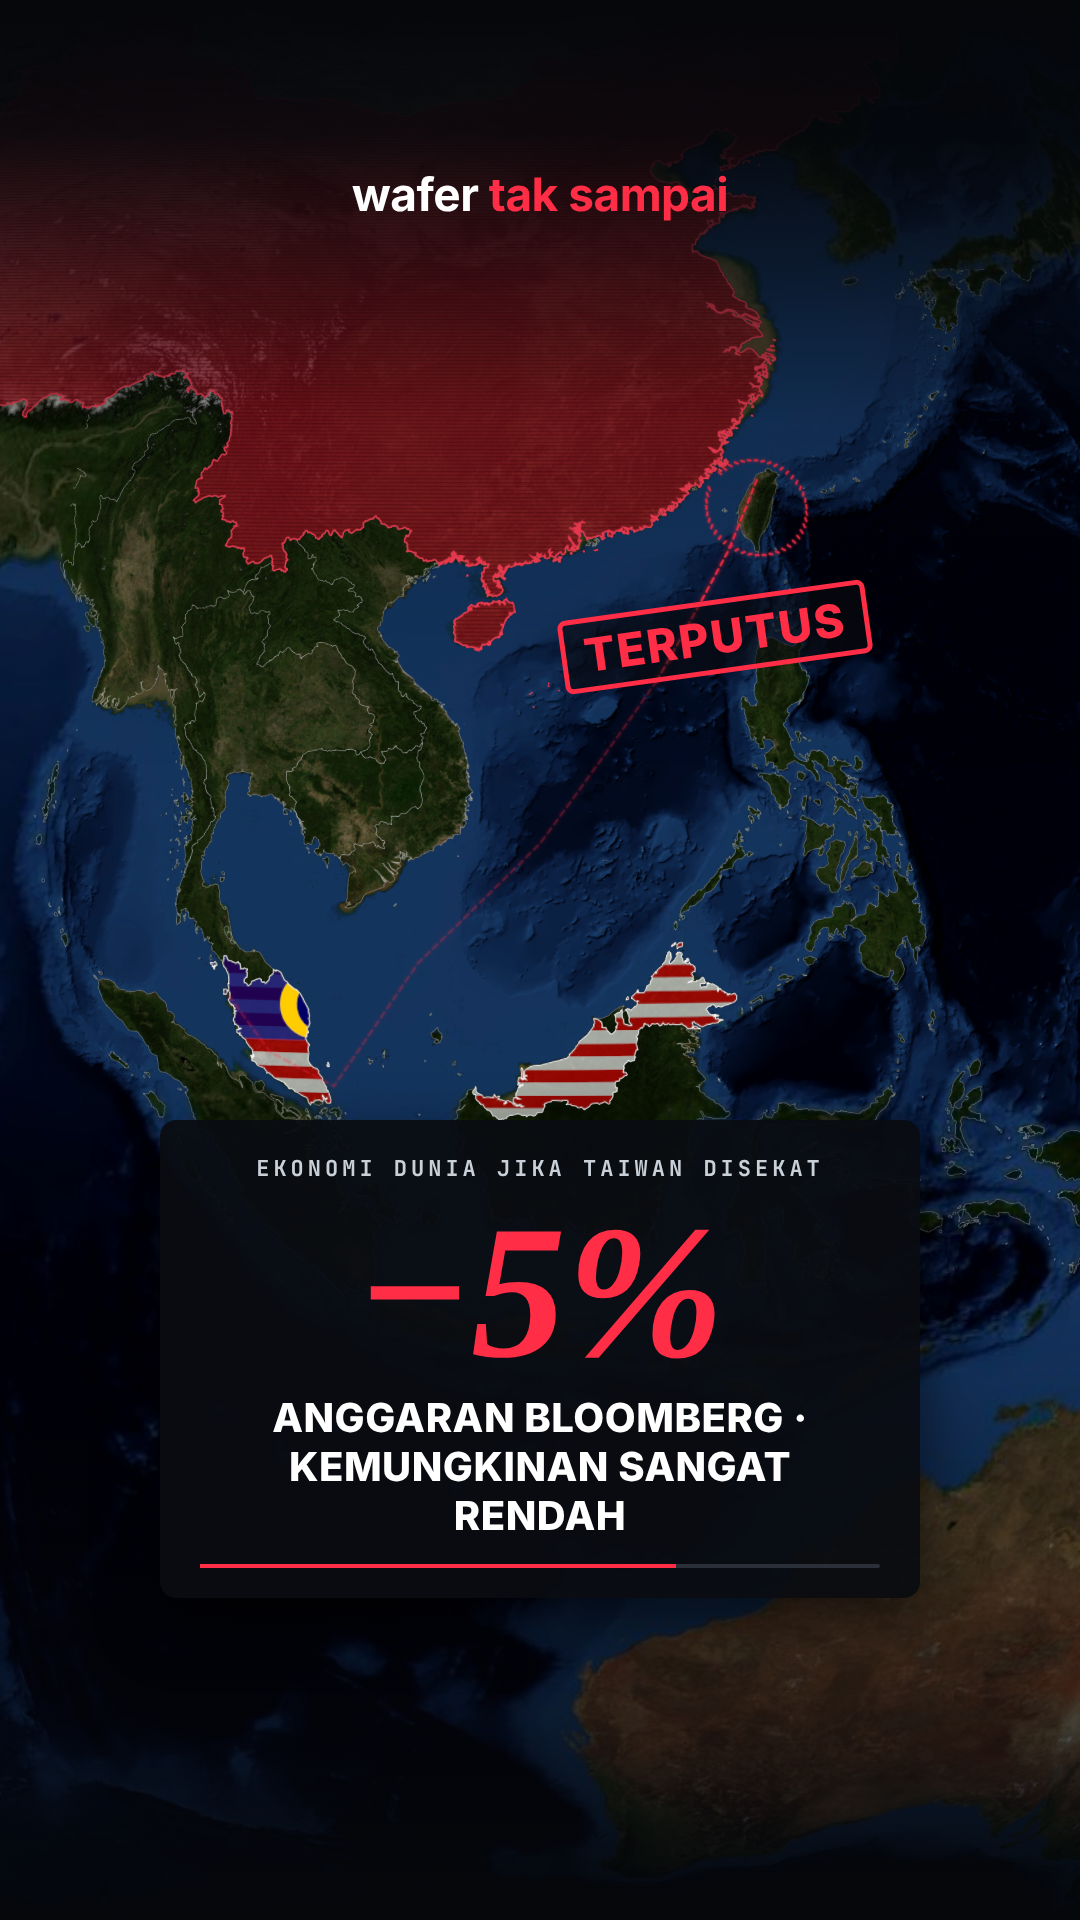 wafer tak sampai
TERPUTUS
EKONOMI DUNIA JIKA TAIWAN DISEKAT
−5%
ANGGARAN BLOOMBERG ·
KEMUNGKINAN SANGAT
RENDAH